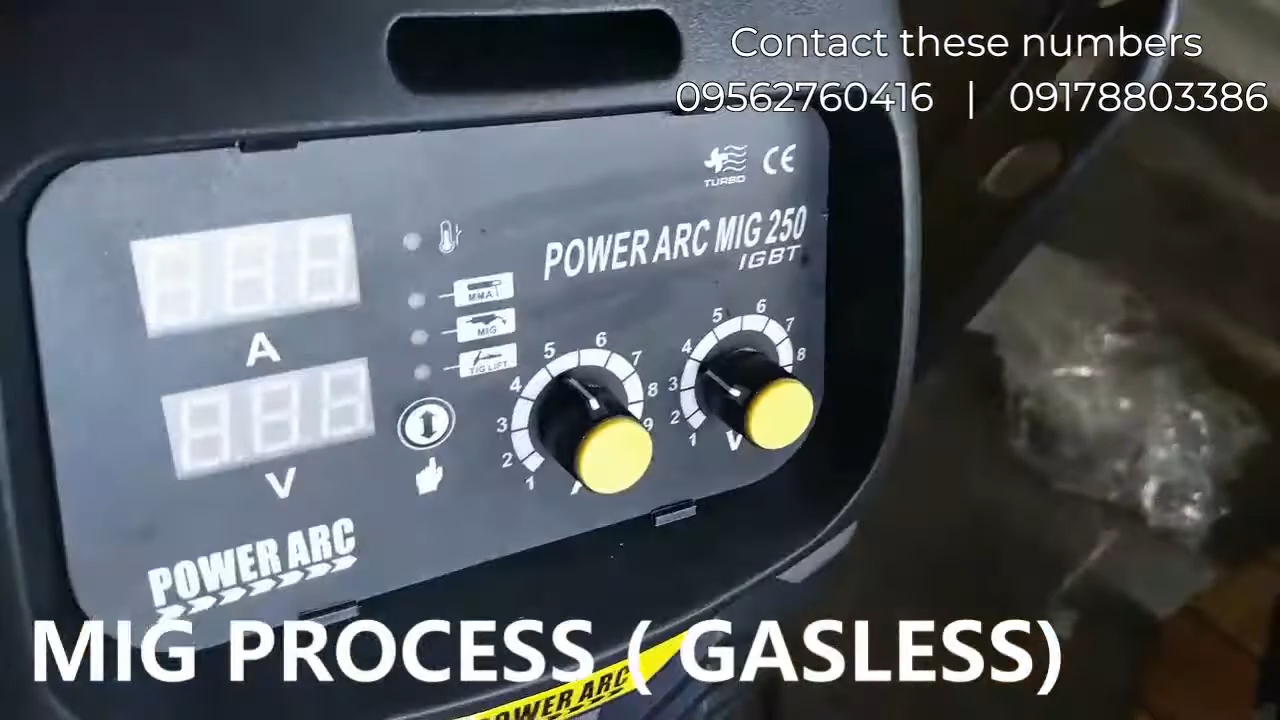 Contact these numbers
09562760416 | 09178803386
TURBO CE
POWER ARC MIG 250
IGBT
MMA
MIG
TIG LIFT
A
V
1 2 3 4 5 6 7 8 9
A
1 2 3 4 5 6 7 8
V
POWER ARC
MIG PROCESS ( GASLESS)
POWER ARC